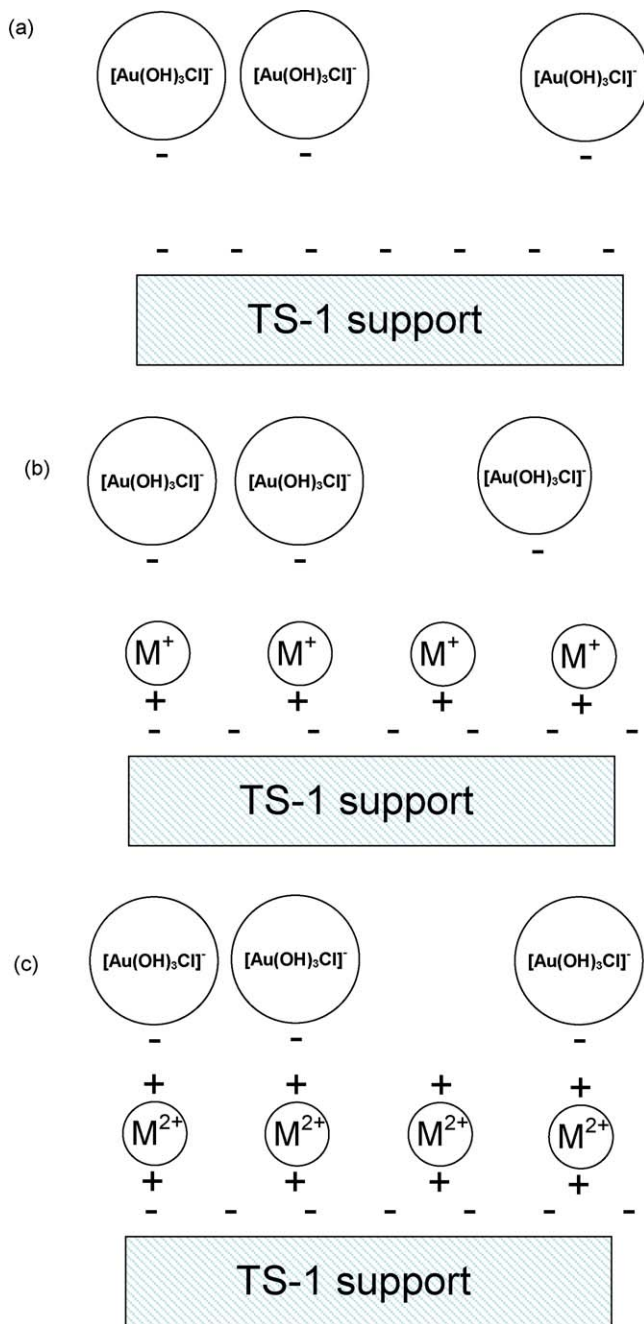 (a)
[Au(OH)₃Cl]⁻ [Au(OH)₃Cl]⁻ [Au(OH)₃Cl]⁻
- - -
- - - - - - -
TS-1 support
(b)
[Au(OH)₃Cl]⁻ [Au(OH)₃Cl]⁻ [Au(OH)₃Cl]⁻
- - -
M⁺ M⁺ M⁺ M⁺
+ + + +
- - - - - - -
TS-1 support
(c)
[Au(OH)₃Cl]⁻ [Au(OH)₃Cl]⁻ [Au(OH)₃Cl]⁻
- - -
+ + + +
M²⁺ M²⁺ M²⁺ M²⁺
+ + + +
- - - - - - -
TS-1 support